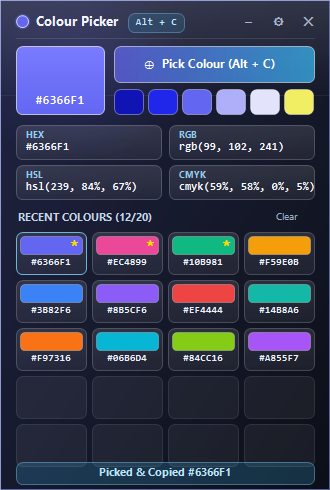 Colour Picker Alt + C
#6366F1
Pick Colour (Alt + C)
HEX
#6366F1
RGB
rgb(99, 102, 241)
HSL
hsl(239, 84%, 67%)
CMYK
cmyk(59%, 58%, 0%, 5%)
RECENT COLOURS (12/20) Clear
#6366F1 #EC4899 #10B981 #F59E0B
#3B82F6 #8B5CF6 #EF4444 #14B8A6
#F97316 #06B6D4 #84CC16 #A855F7
Picked & Copied #6366F1